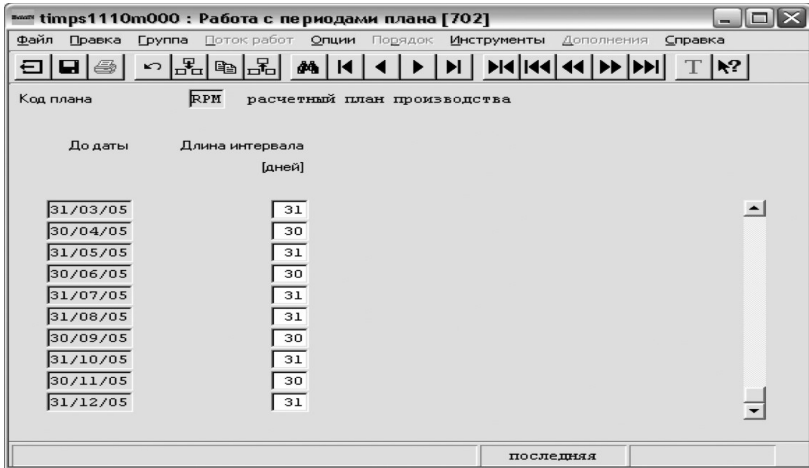 timps1110m000 : Работа с периодами плана [702]
Файл Правка Группа Поток работ Опции Порядок Инструменты Дополнения Справка
T ?
Код плана RPM расчетный план производства
До даты Длина интервала
[дней]
31/03/05 31
30/04/05 30
31/05/05 31
30/06/05 30
31/07/05 31
31/08/05 31
30/09/05 30
31/10/05 31
30/11/05 30
31/12/05 31
последняя